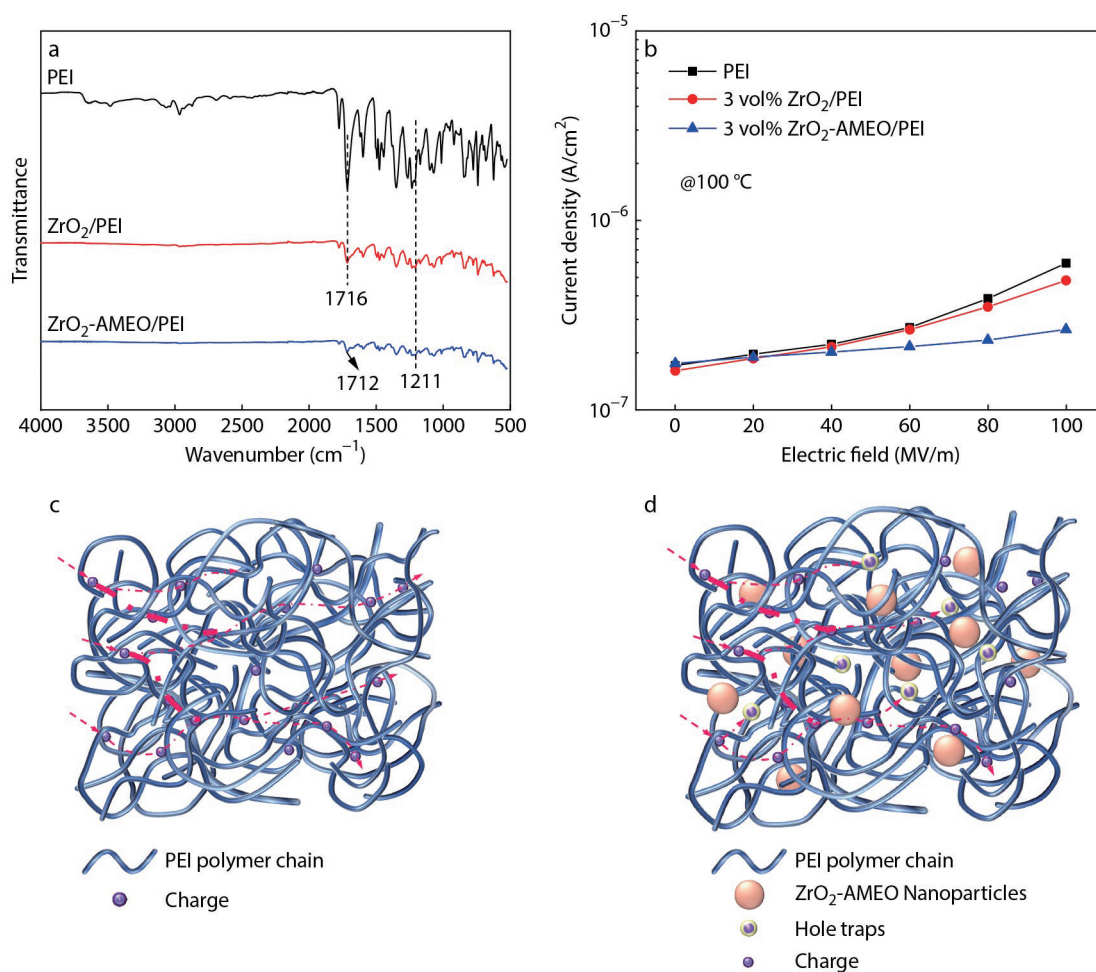 a
PEI
ZrO₂/PEI
ZrO₂-AMEO/PEI
1716
1712
1211
Transmittance
4000 3500 3000 2500 2000 1500 1000 500
Wavenumber (cm⁻¹)
b
PEI
3 vol% ZrO₂/PEI
3 vol% ZrO₂-AMEO/PEI
@100 °C
Current density (A/cm²)
10⁻⁵
10⁻⁶
10⁻⁷
0 20 40 60 80 100
Electric field (MV/m)
c
PEI polymer chain
Charge
d
PEI polymer chain
ZrO₂-AMEO Nanoparticles
Hole traps
Charge